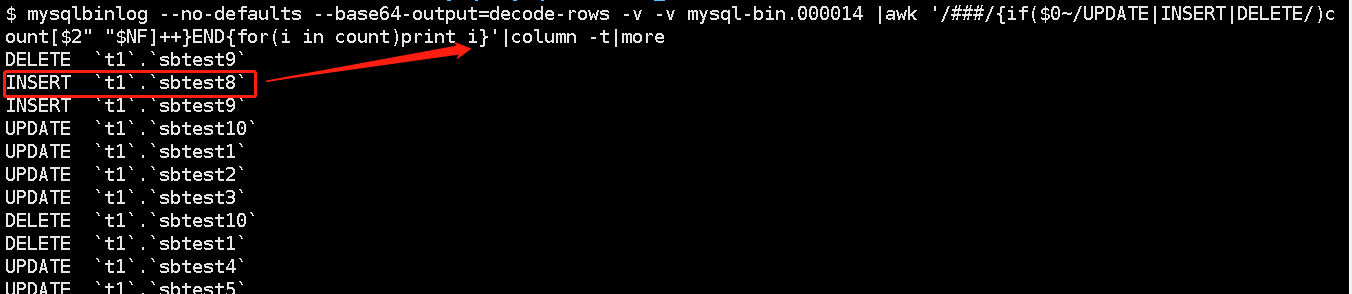 $ mysqlbinlog --no-defaults --base64-output=decode-rows -v -v mysql-bin.000014 |awk '/###/{if($0~/UPDATE|INSERT|DELETE/)c
ount[$2" "$NF]++}END{for(i in count)print i}'|column -t|more
DELETE  `t1`.`sbtest9`
INSERT  `t1`.`sbtest8`
INSERT  `t1`.`sbtest9`
UPDATE  `t1`.`sbtest10`
UPDATE  `t1`.`sbtest1`
UPDATE  `t1`.`sbtest2`
UPDATE  `t1`.`sbtest3`
DELETE  `t1`.`sbtest10`
DELETE  `t1`.`sbtest1`
UPDATE  `t1`.`sbtest4`
UPDATE  `t1`.`sbtest5`